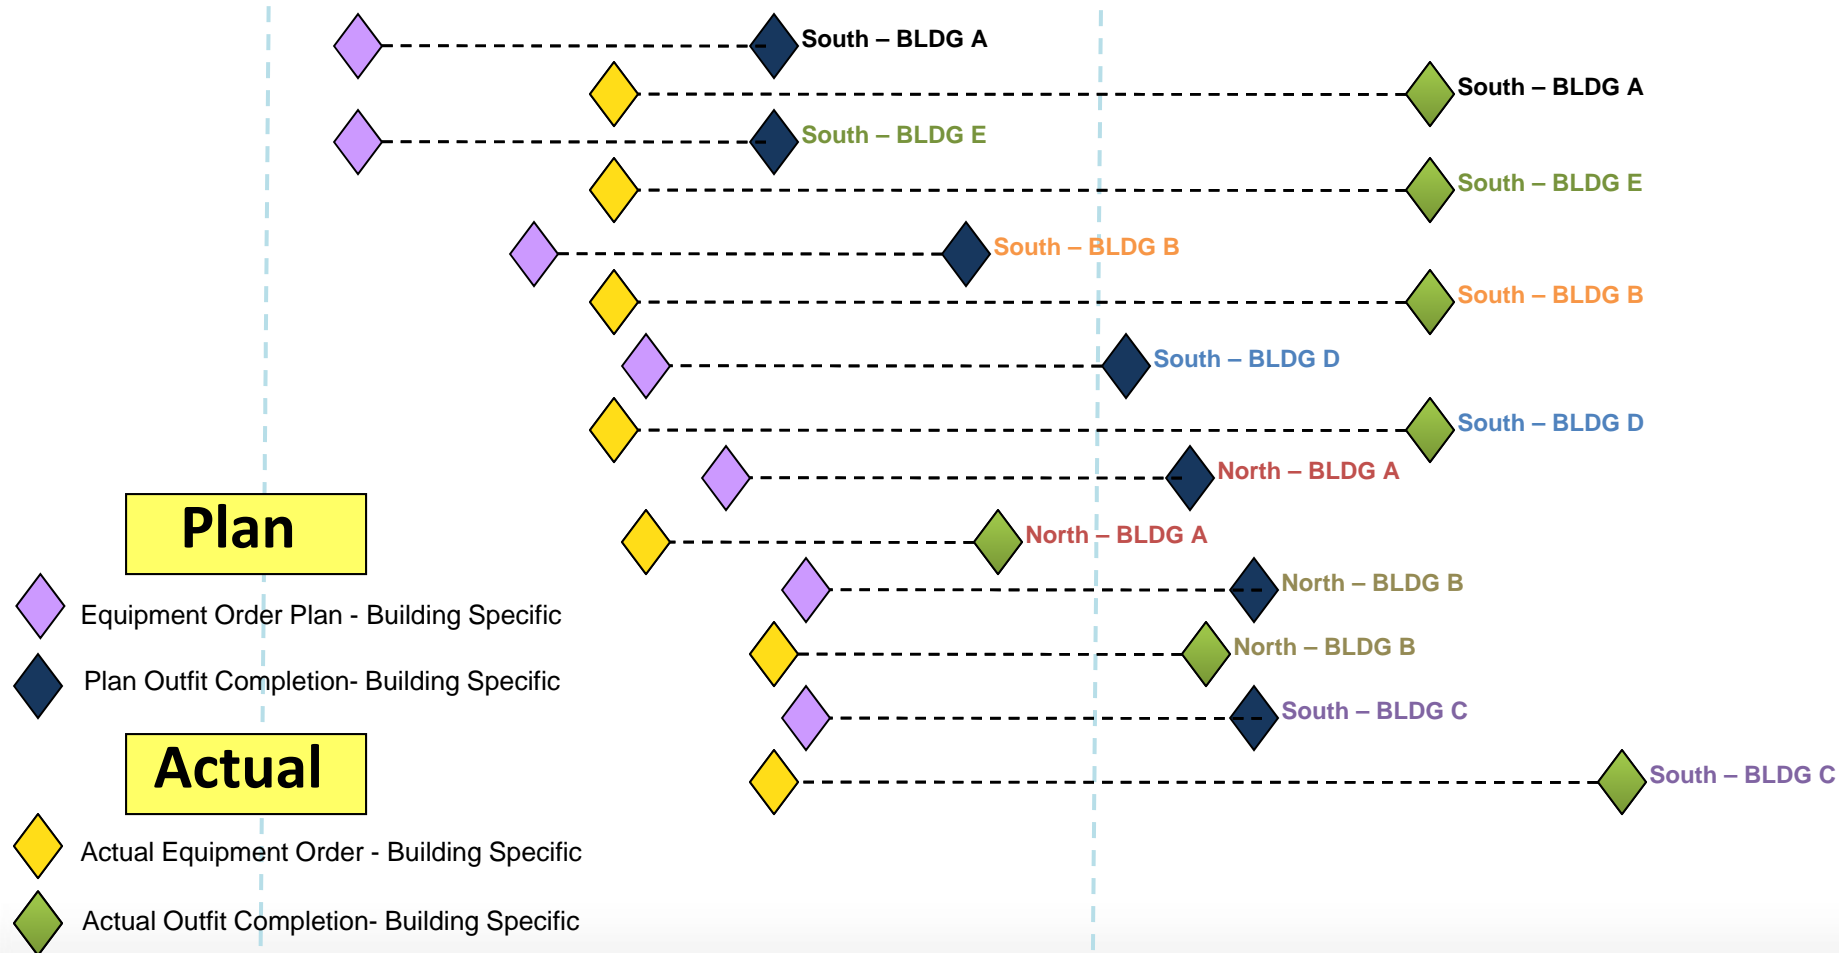 South – BLDG A
South – BLDG A
South – BLDG E
South – BLDG E
South – BLDG B
South – BLDG B
South – BLDG D
South – BLDG D
North – BLDG A
Plan
North – BLDG A
North – BLDG B
Equipment Order Plan - Building Specific
North – BLDG B
Plan Outfit Completion- Building Specific
South – BLDG C
Actual
South – BLDG C
Actual Equipment Order - Building Specific
Actual Outfit Completion- Building Specific